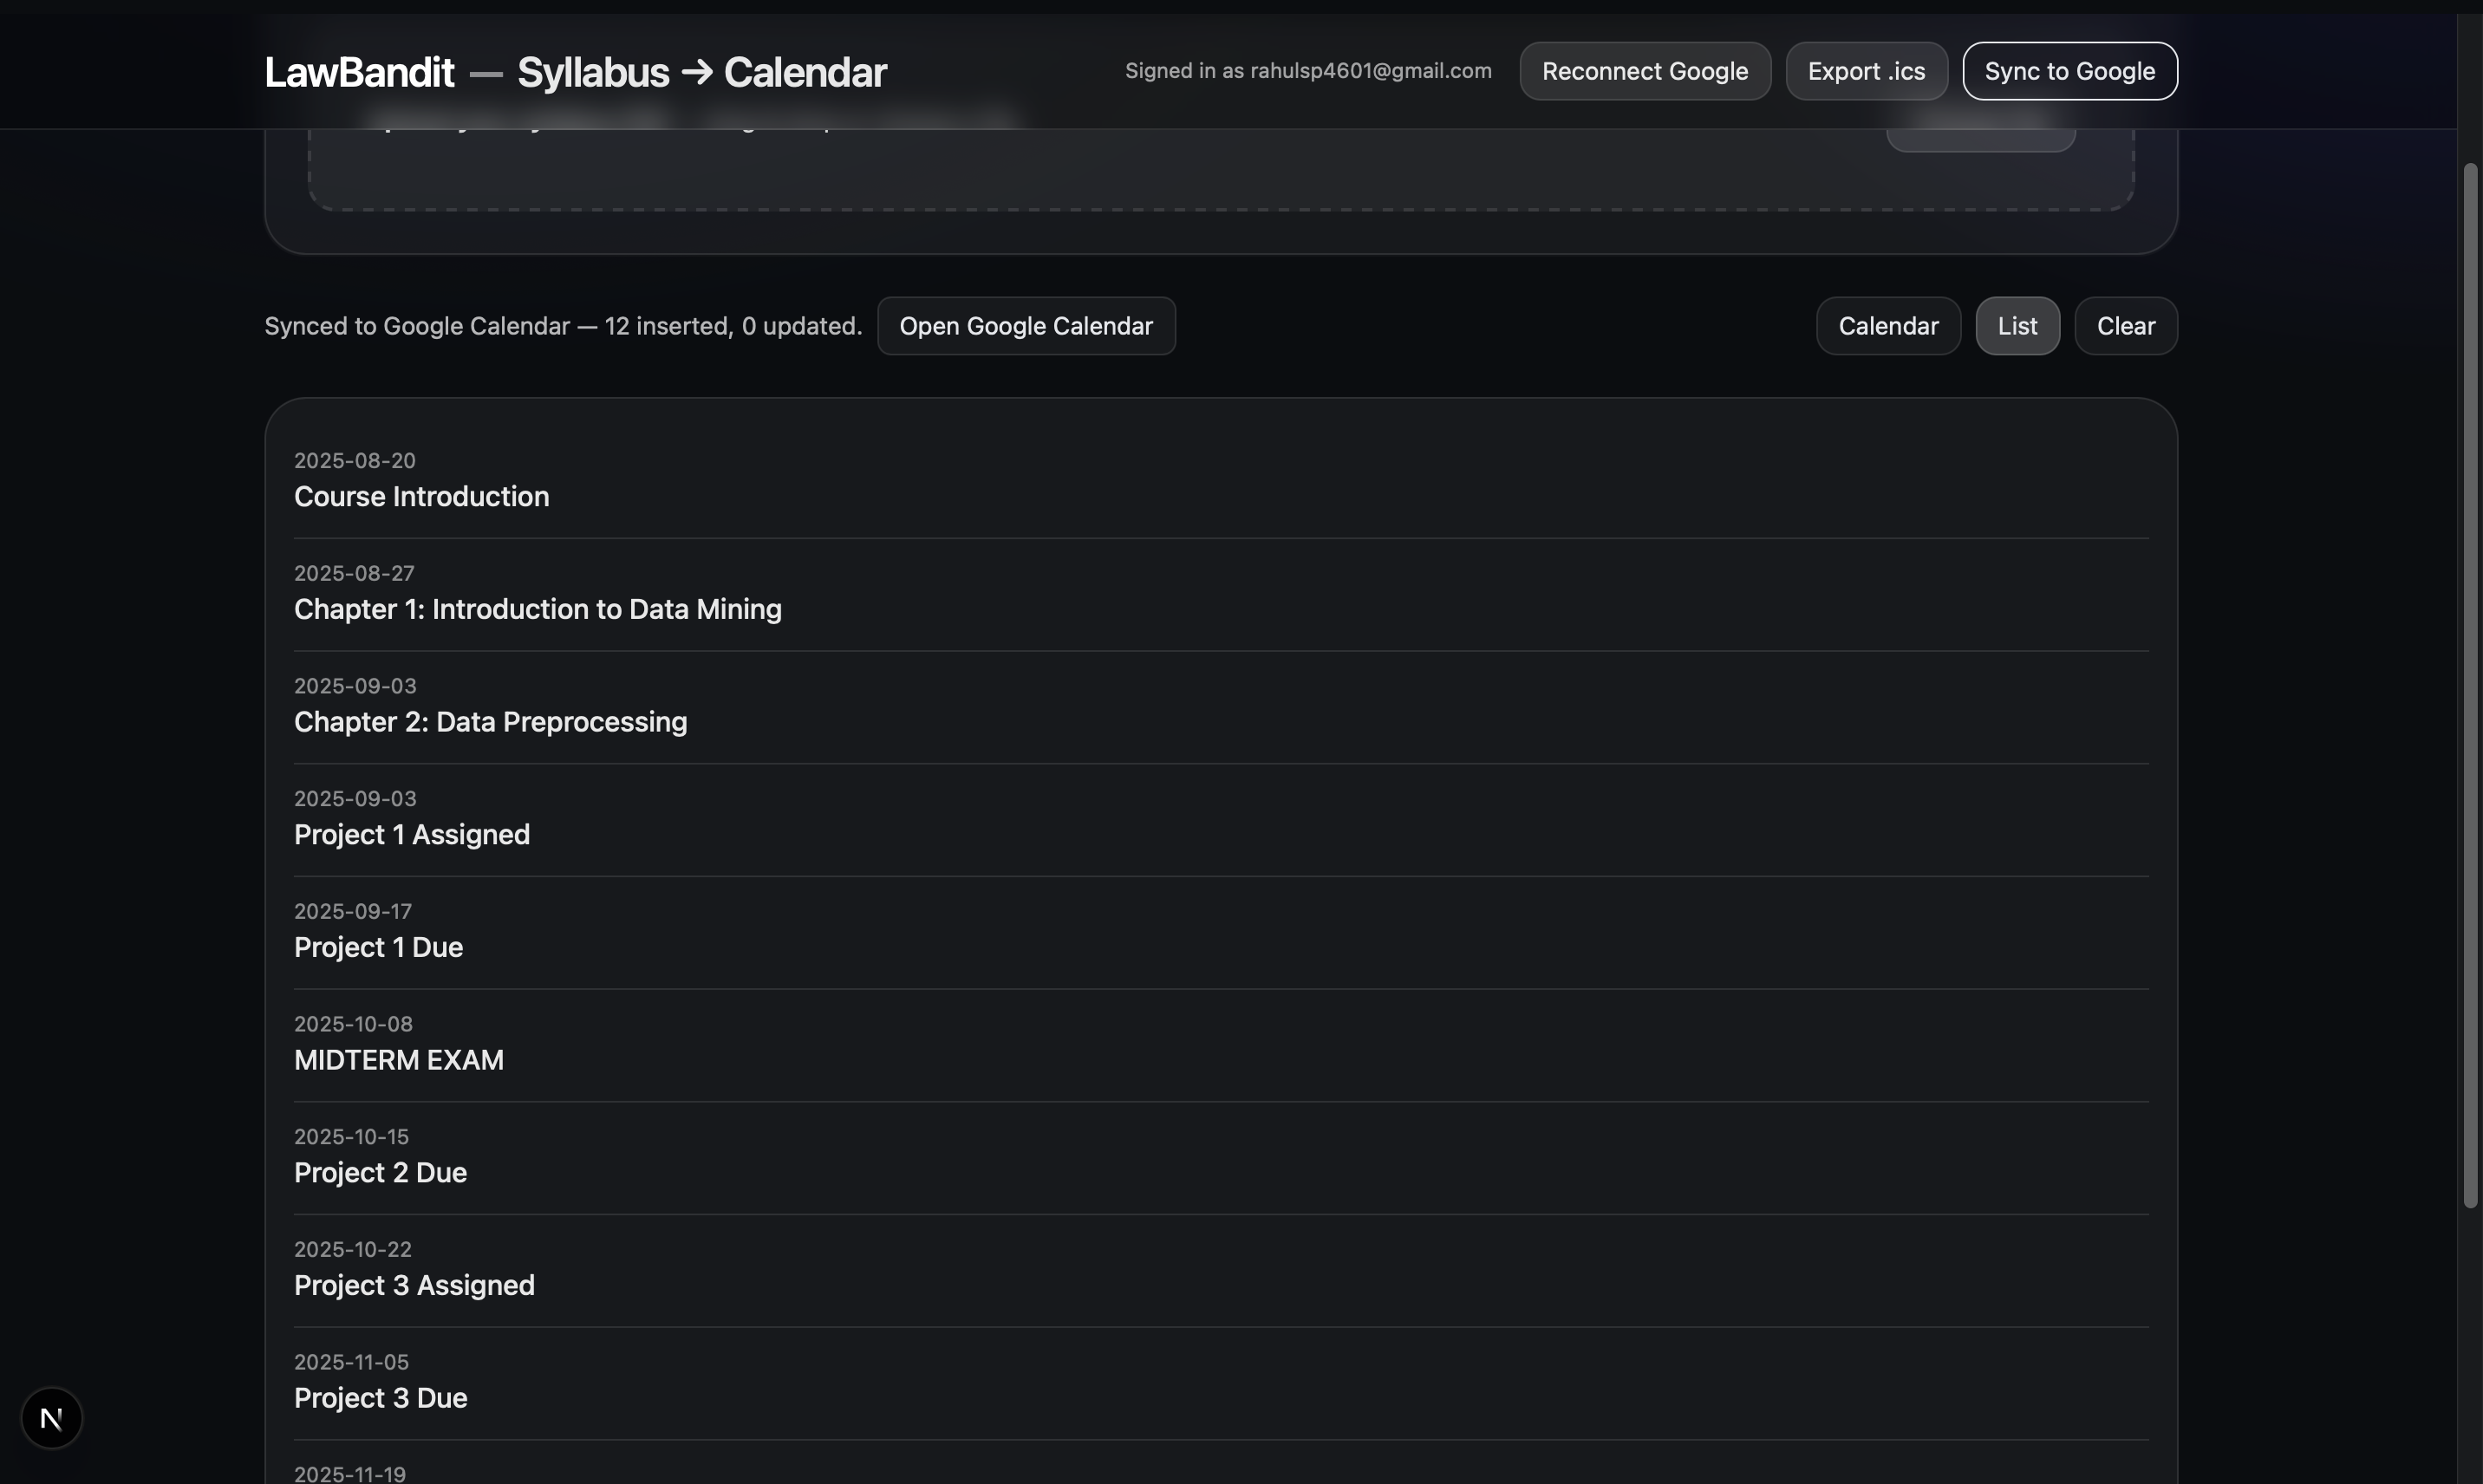 LawBandit — Syllabus → Calendar
Signed in as rahulsp4601@gmail.com
Reconnect Google
Export .ics
Sync to Google
Synced to Google Calendar — 12 inserted, 0 updated.
Open Google Calendar
Calendar
List
Clear
2025-08-20
Course Introduction
2025-08-27
Chapter 1: Introduction to Data Mining
2025-09-03
Chapter 2: Data Preprocessing
2025-09-03
Project 1 Assigned
2025-09-17
Project 1 Due
2025-10-08
MIDTERM EXAM
2025-10-15
Project 2 Due
2025-10-22
Project 3 Assigned
2025-11-05
Project 3 Due
N
2025-11-19